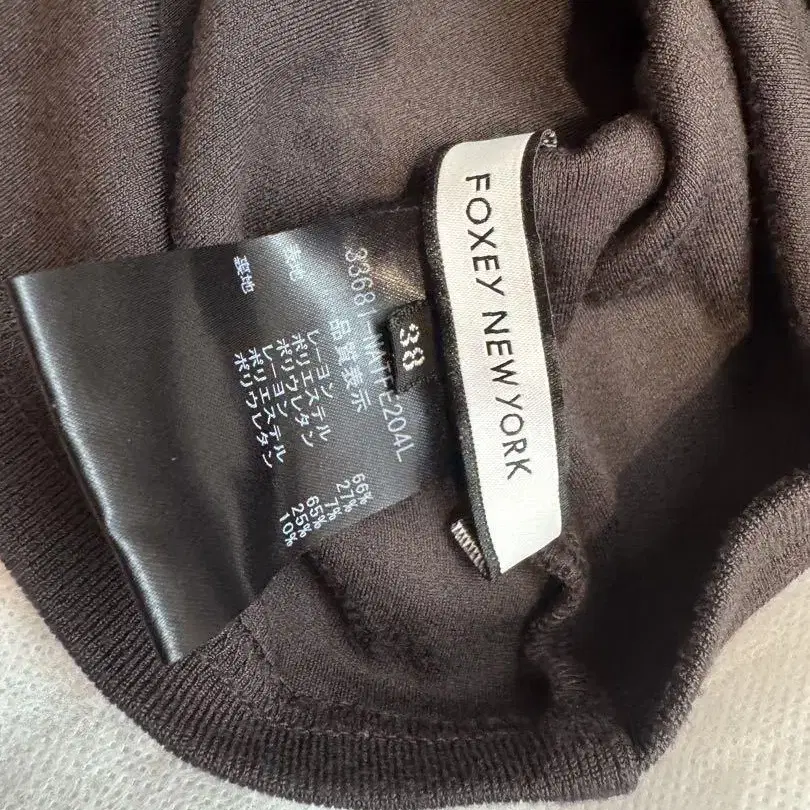 FOXEY NEW YORK
38
品質表示
表地 レーヨン 66%
ポリエステル 27%
ポリウレタン 7%
裏地 レーヨン 65%
ポリエステル 25%
ポリウレタン 10%